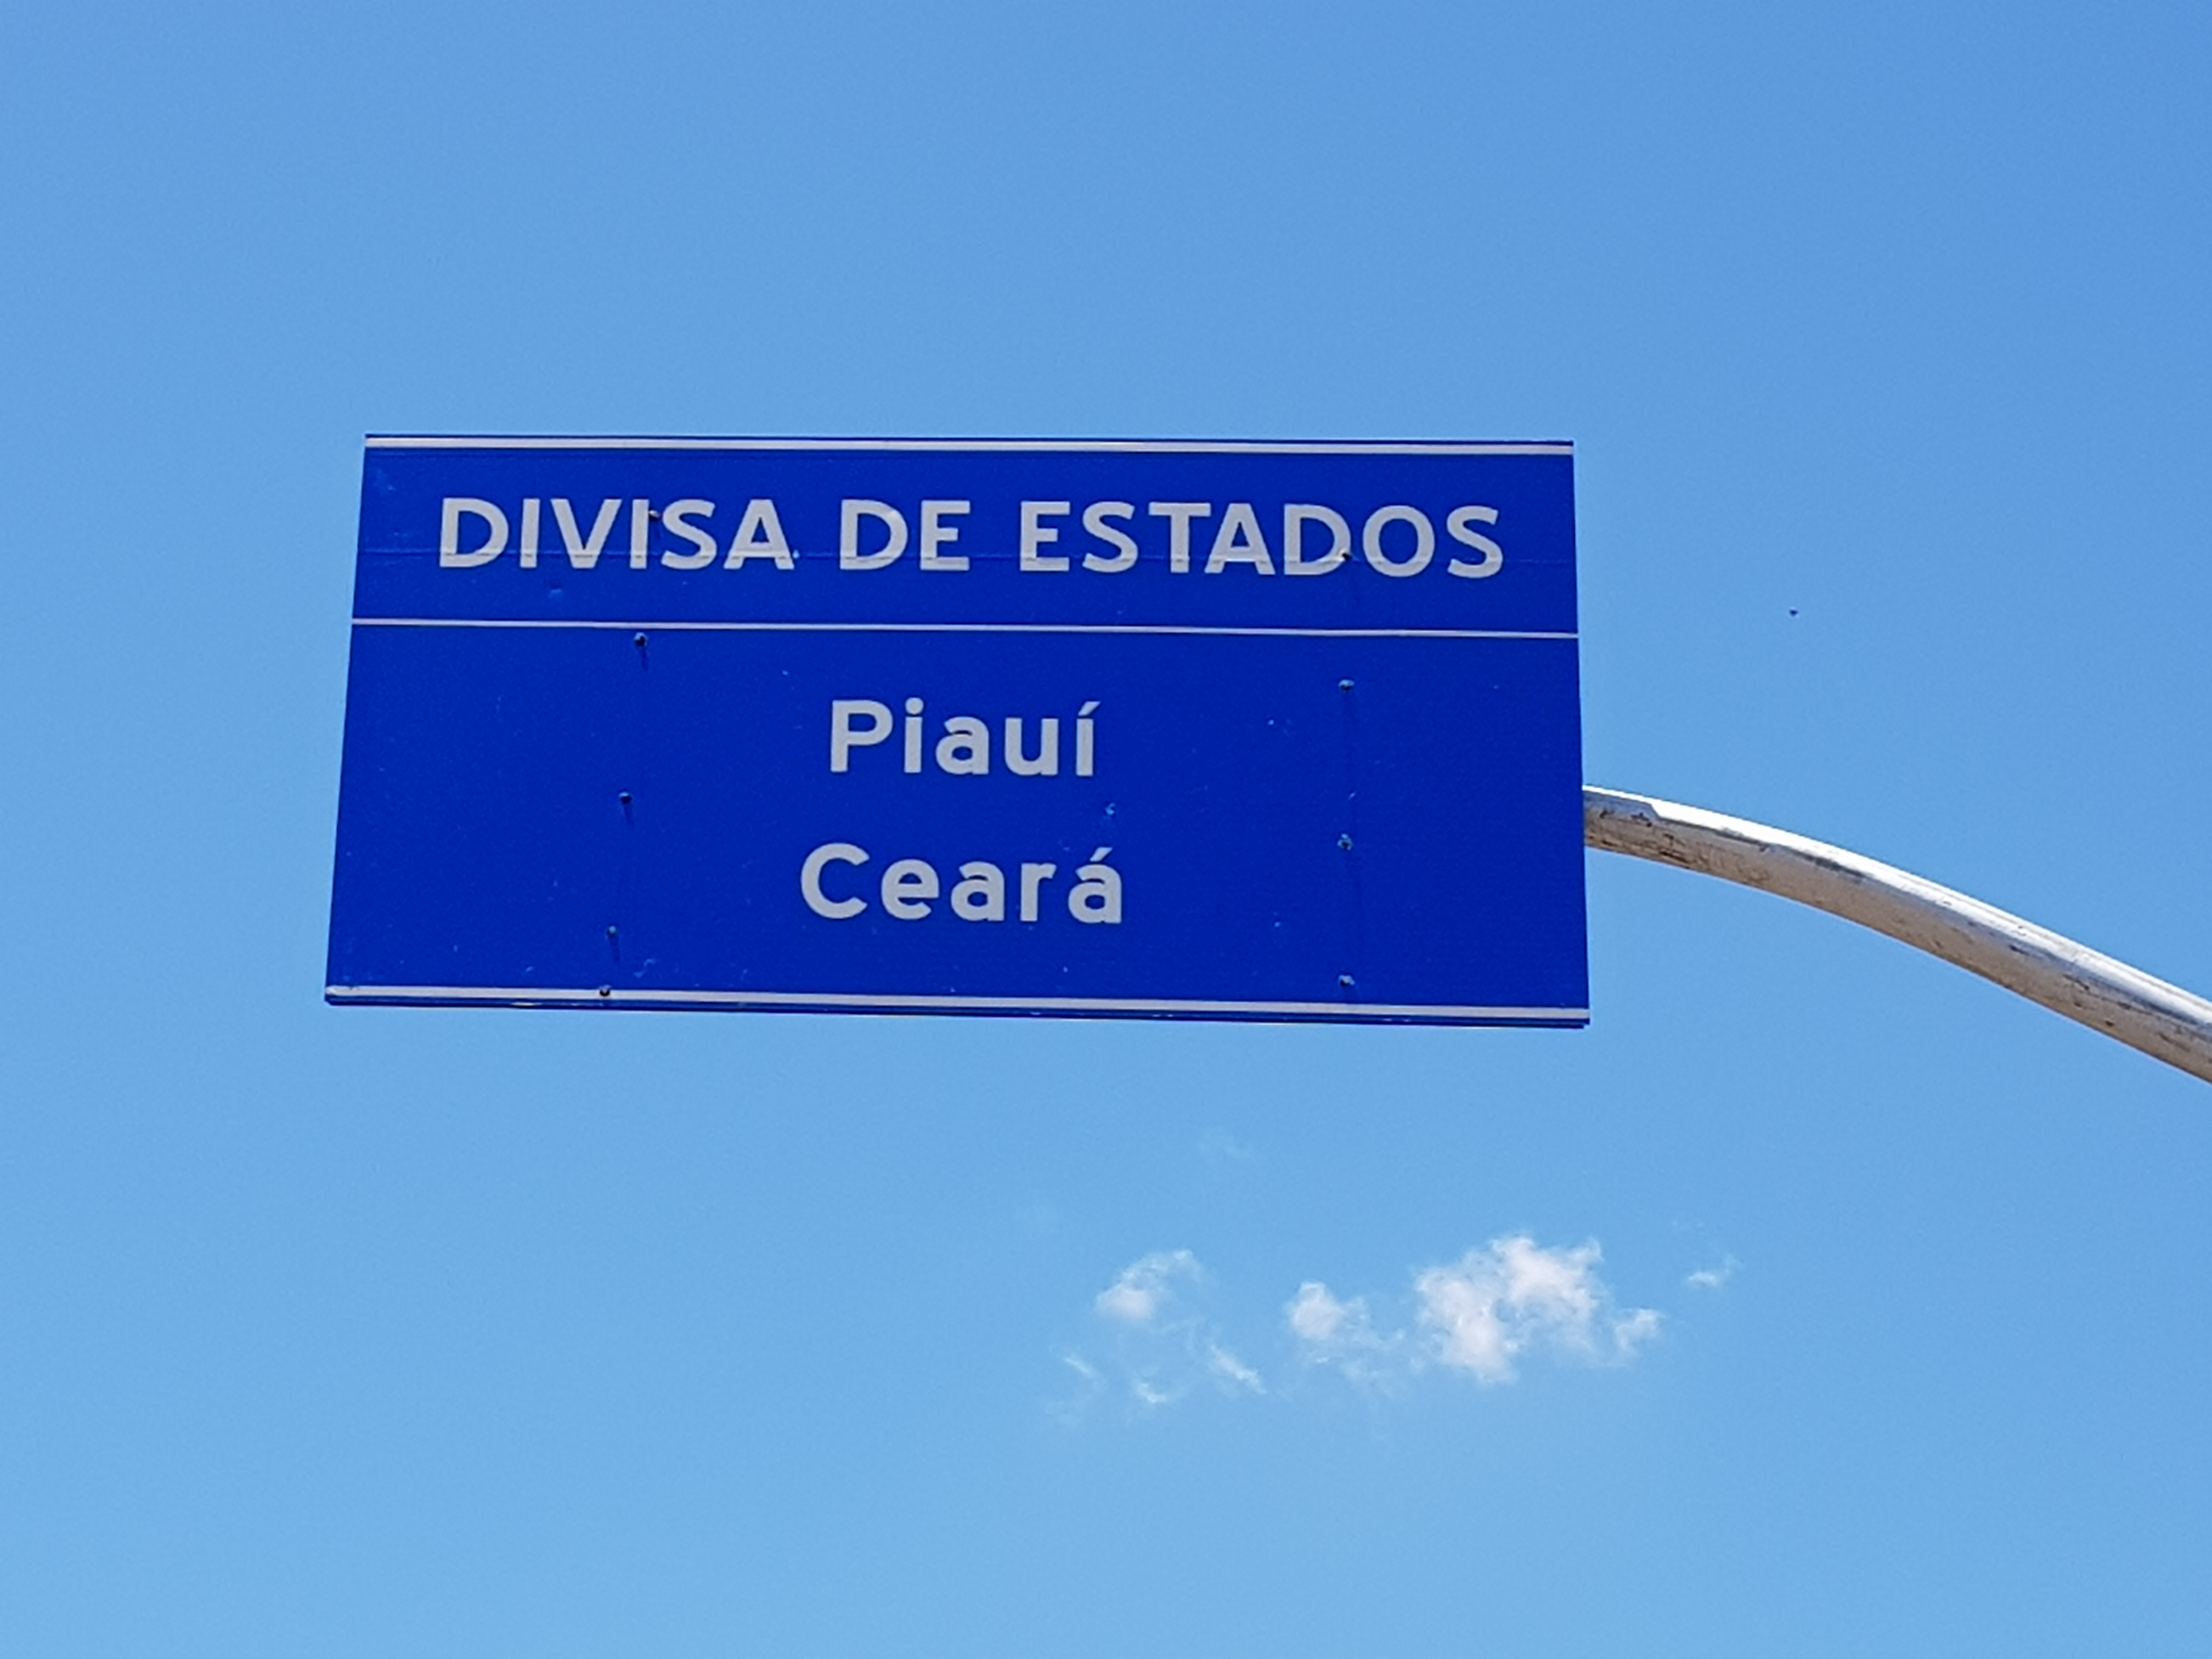 DIVISA DE ESTADOS
Piauí
Ceará